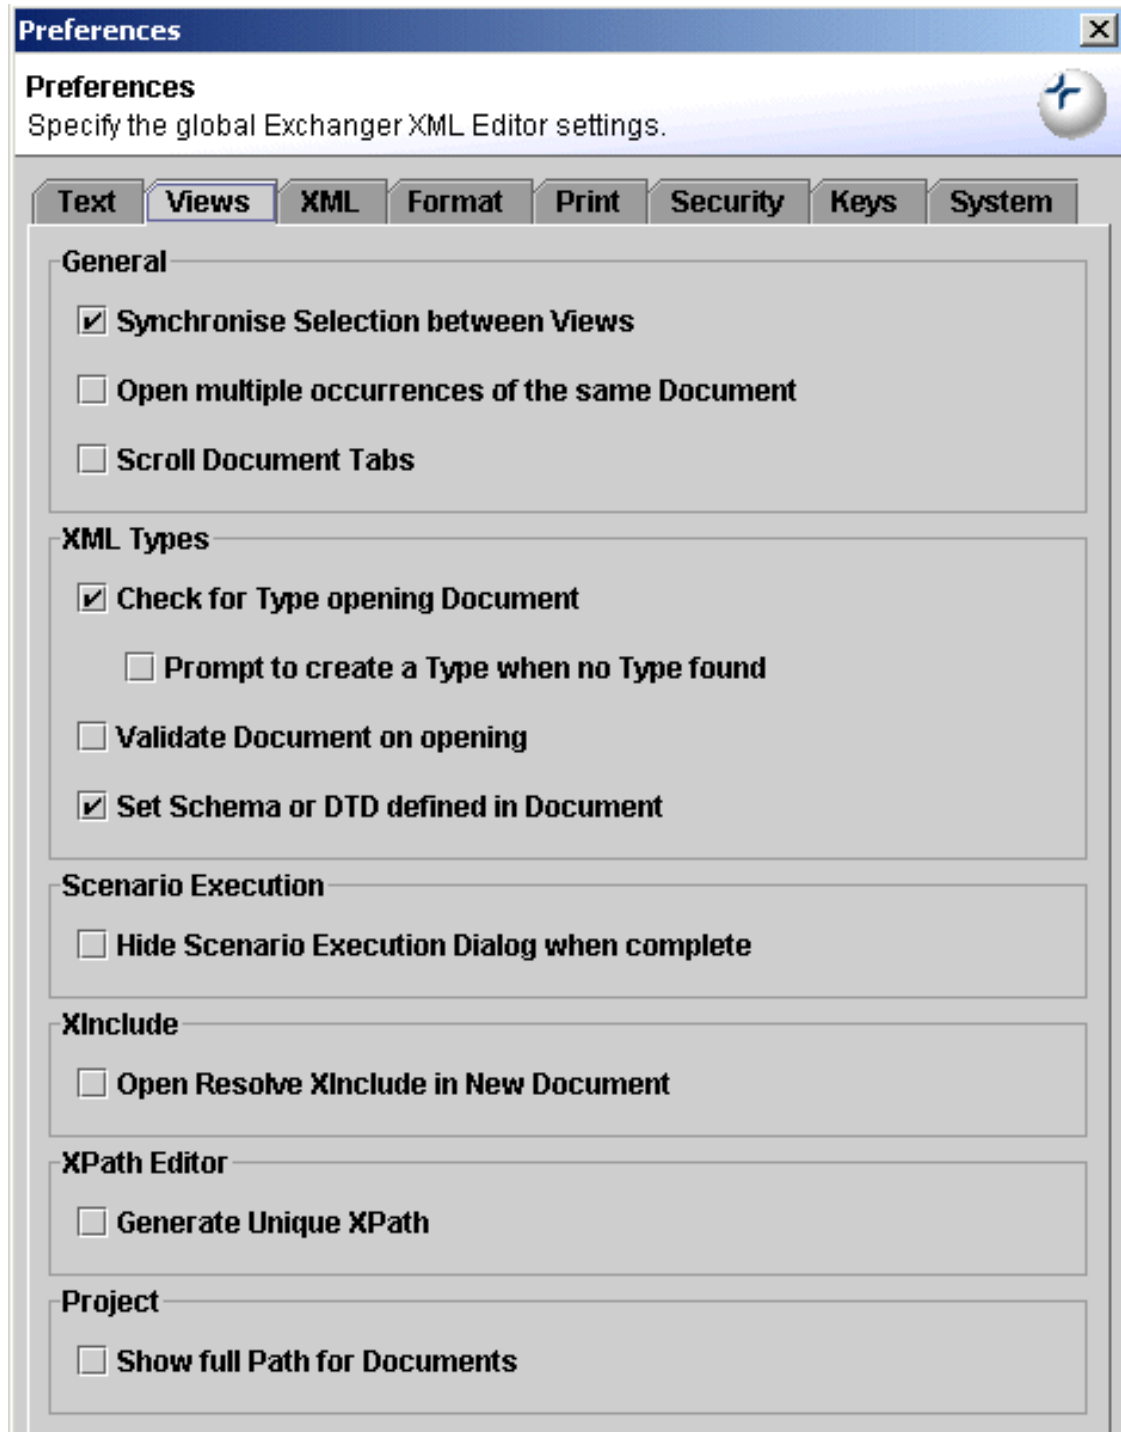 Preferences
Preferences
Specify the global Exchanger XML Editor settings.
Text Views XML Format Print Security Keys System
General
Synchronise Selection between Views
Open multiple occurrences of the same Document
Scroll Document Tabs
XML Types
Check for Type opening Document
Prompt to create a Type when no Type found
Validate Document on opening
Set Schema or DTD defined in Document
Scenario Execution
Hide Scenario Execution Dialog when complete
XInclude
Open Resolve XInclude in New Document
XPath Editor
Generate Unique XPath
Project
Show full Path for Documents